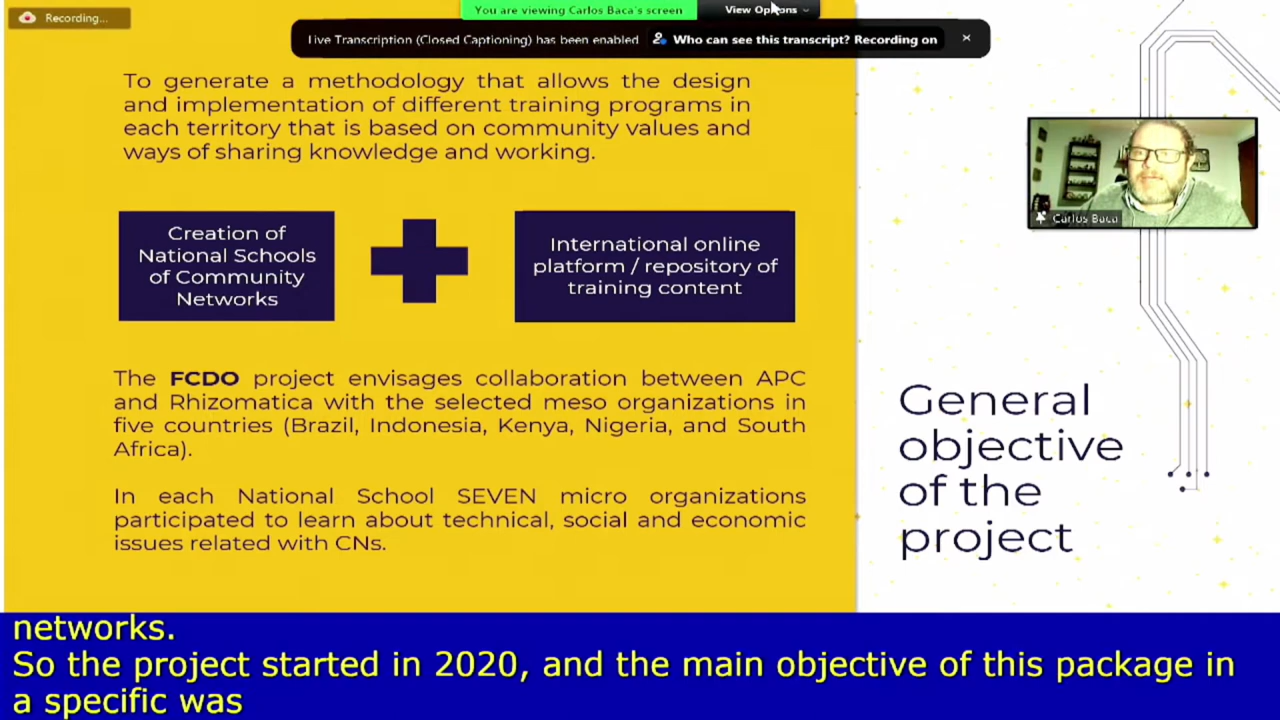 Recording...
You are viewing Carlos Baca's screen
View Options
Live Transcription (Closed Captioning) has been enabled
Who can see this transcript? Recording on
To generate a methodology that allows the design
and implementation of different training programs in
each territory that is based on community values and
ways of sharing knowledge and working.
Creation of
National Schools
of Community
Networks
International online
platform / repository of
training content
Carlos Baca
The FCDO project envisages collaboration between APC
and Rhizomatica with the selected meso organizations in
five countries (Brazil, Indonesia, Kenya, Nigeria, and South
Africa).
In each National School SEVEN micro organizations
participated to learn about technical, social and economic
issues related with CNs.
General
objective
of the
project
networks.
So the project started in 2020, and the main objective of this package in
a specific was